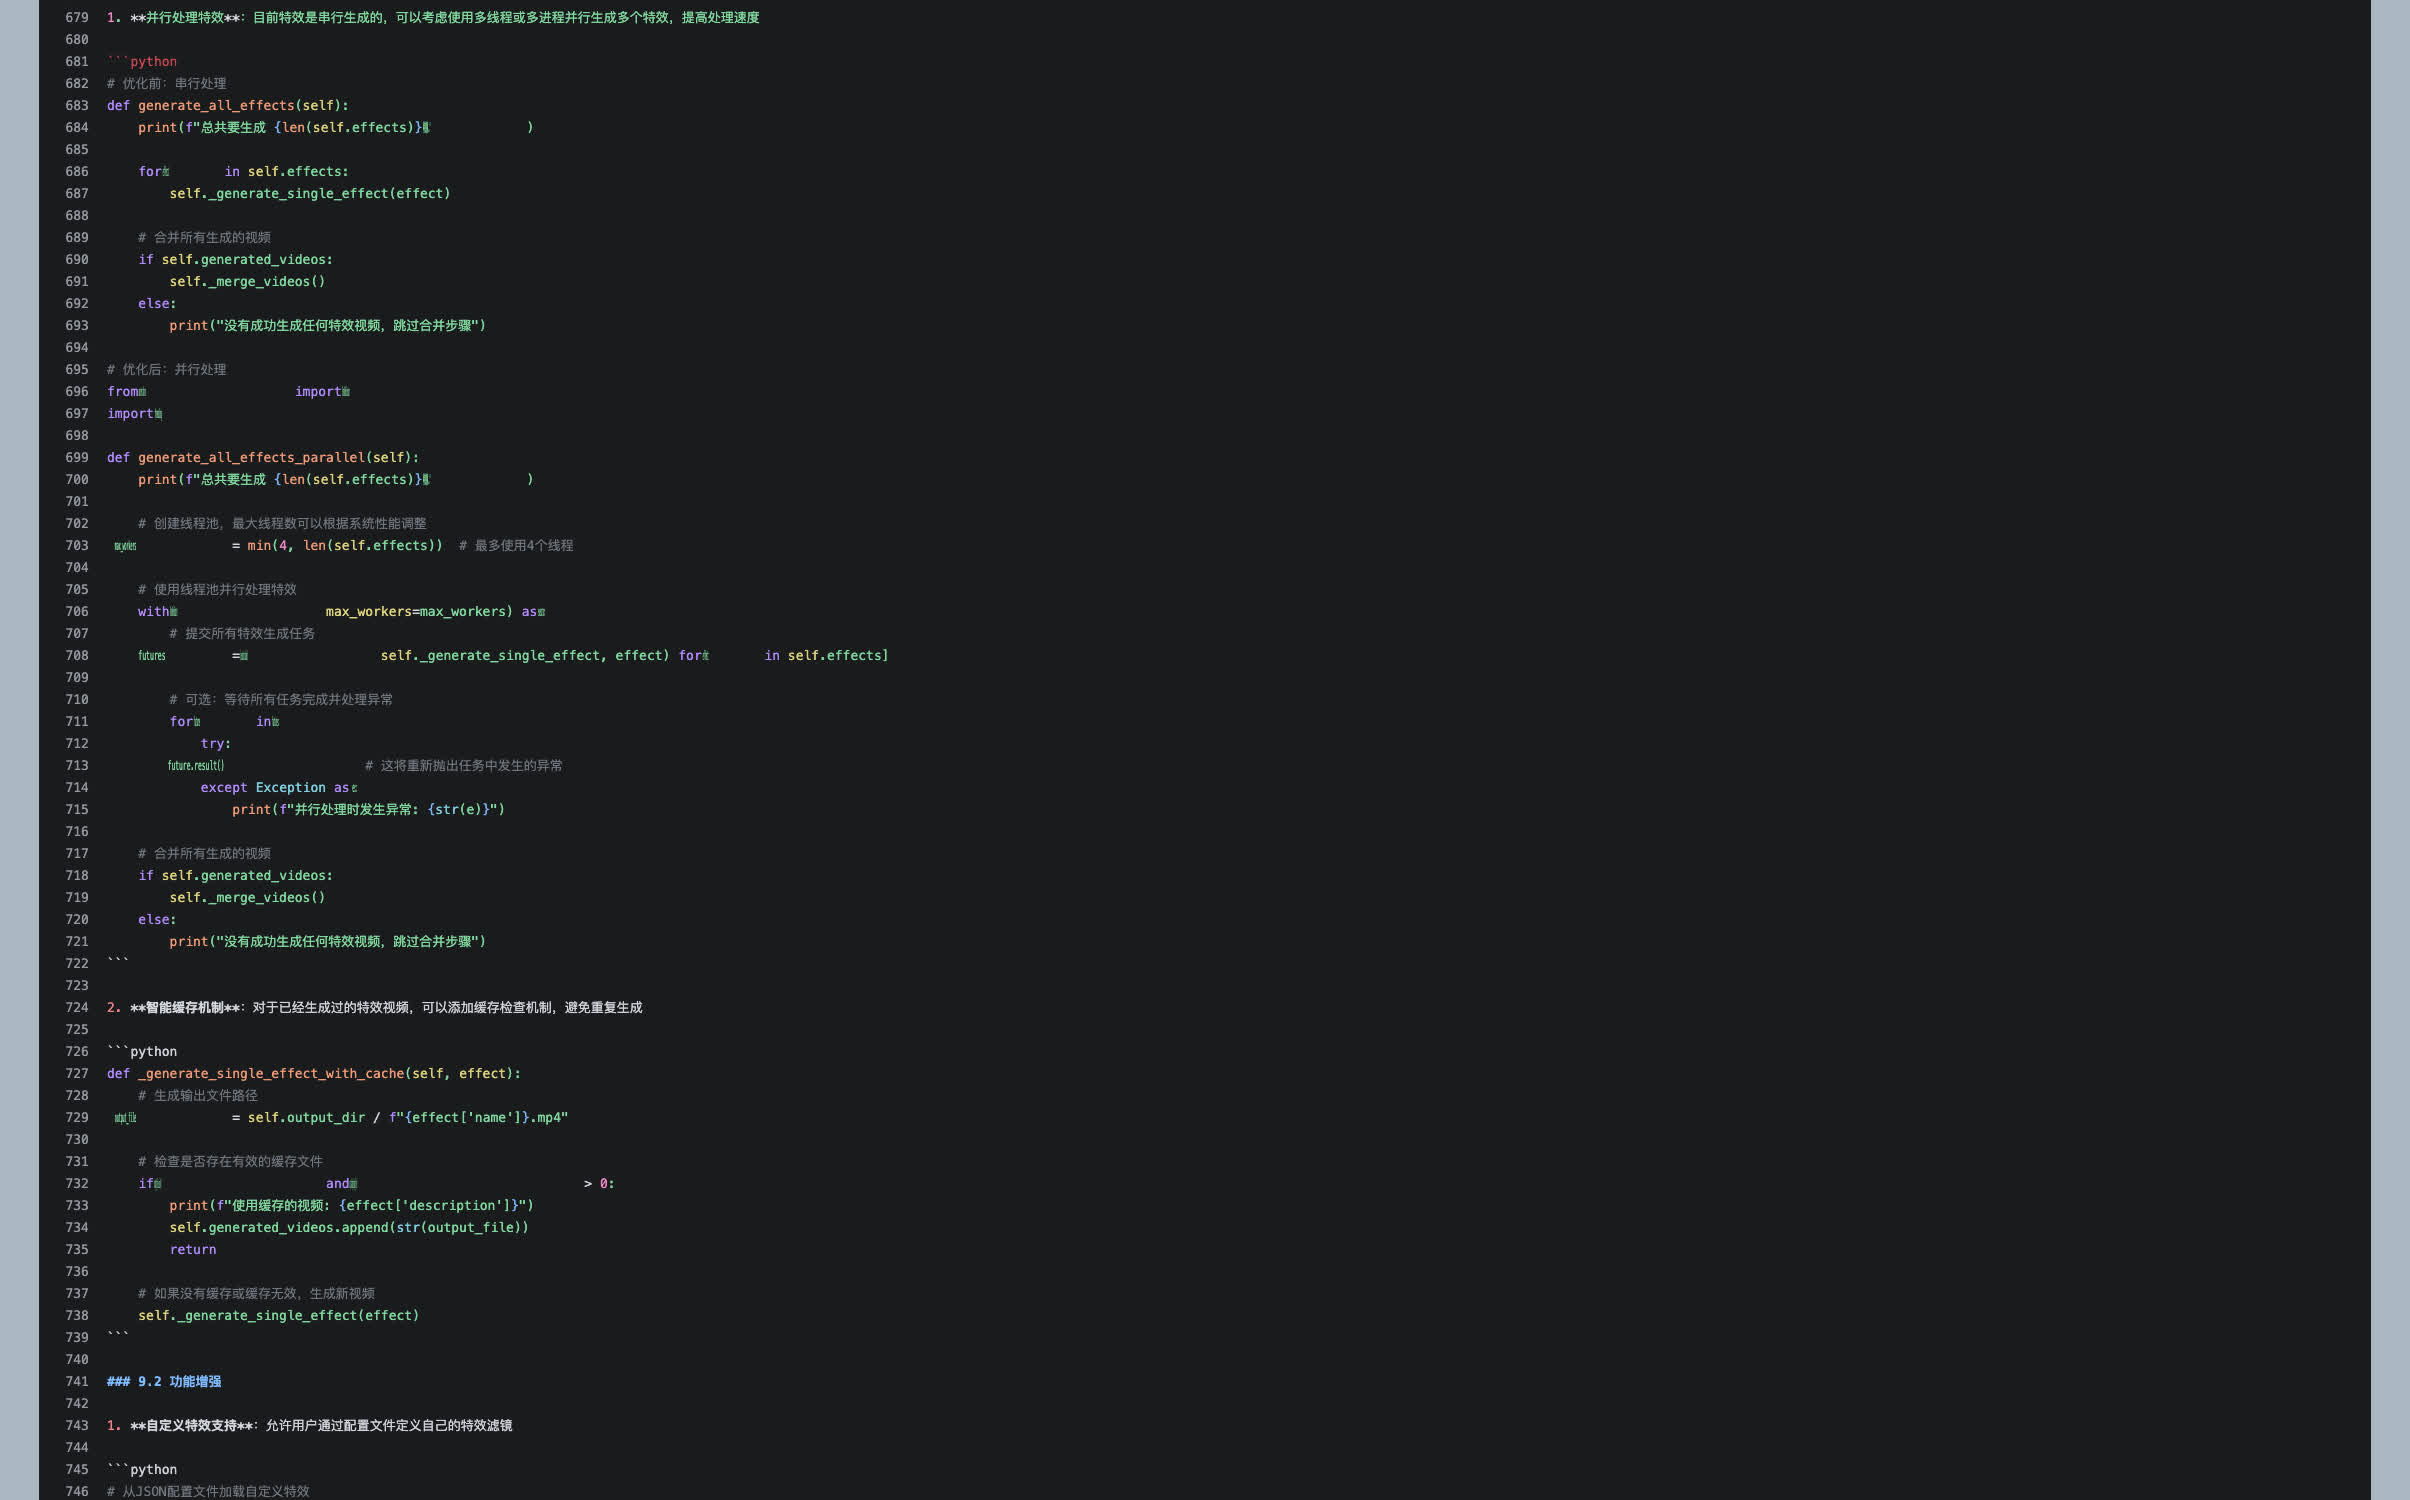 679 1. **并行处理特效**：目前特效是串行生成的，可以考虑使用多线程或多进程并行生成多个特效，提高处理速度
680
681 ```python
682 # 优化前：串行处理
683 def generate_all_effects(self):
684 print(f"总共要生成 {len(self.effects)} )
685
686 for in self.effects:
687 self._generate_single_effect(effect)
688
689 # 合并所有生成的视频
690 if self.generated_videos:
691 self._merge_videos()
692 else:
693 print("没有成功生成任何特效视频，跳过合并步骤")
694
695 # 优化后：并行处理
696 from import
697 import
698
699 def generate_all_effects_parallel(self):
700 print(f"总共要生成 {len(self.effects)} )
701
702 # 创建线程池，最大线程数可以根据系统性能调整
703 max_workers = min(4, len(self.effects)) # 最多使用4个线程
704
705 # 使用线程池并行处理特效
706 with max_workers=max_workers) as
707 # 提交所有特效生成任务
708 futures = self._generate_single_effect, effect) for in self.effects]
709
710 # 可选：等待所有任务完成并处理异常
711 for in
712 try:
713 future.result() # 这将重新抛出任务中发生的异常
714 except Exception as
715 print(f"并行处理时发生异常: {str(e)}")
716
717 # 合并所有生成的视频
718 if self.generated_videos:
719 self._merge_videos()
720 else:
721 print("没有成功生成任何特效视频，跳过合并步骤")
722 ```
723
724 2. **智能缓存机制**：对于已经生成过的特效视频，可以添加缓存检查机制，避免重复生成
725
726 ```python
727 def _generate_single_effect_with_cache(self, effect):
728 # 生成输出文件路径
729 output_file = self.output_dir / f"{effect['name']}.mp4"
730
731 # 检查是否存在有效的缓存文件
732 if and > 0:
733 print(f"使用缓存的视频: {effect['description']}")
734 self.generated_videos.append(str(output_file))
735 return
736
737 # 如果没有缓存或缓存无效，生成新视频
738 self._generate_single_effect(effect)
739 ```
740
741 ### 9.2 功能增强
742
743 1. **自定义特效支持**：允许用户通过配置文件定义自己的特效滤镜
744
745 ```python
746 # 从JSON配置文件加载自定义特效